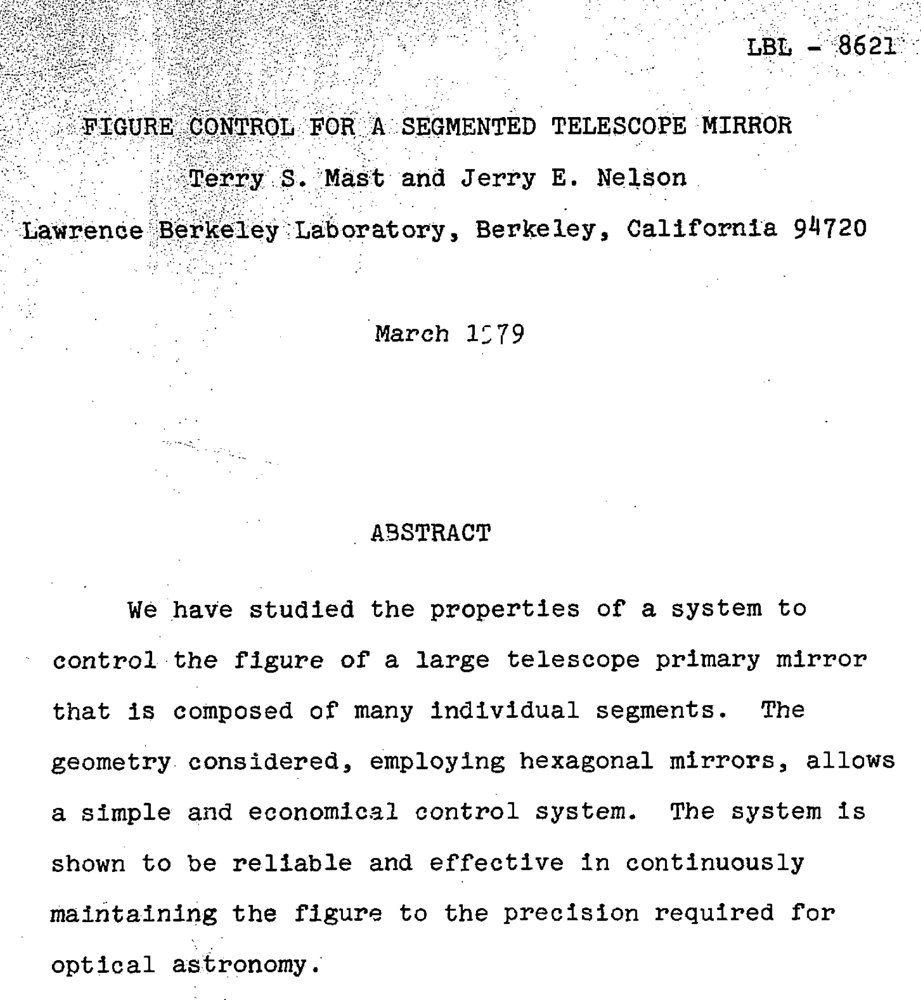 LBL - 8621
FIGURE CONTROL FOR A SEGMENTED TELESCOPE MIRROR
Terry S. Mast and Jerry E. Nelson
Lawrence Berkeley Laboratory, Berkeley, California 94720
March 1979
ABSTRACT
We have studied the properties of a system to
control the figure of a large telescope primary mirror
that is composed of many individual segments. The
geometry considered, employing hexagonal mirrors, allows
a simple and economical control system. The system is
shown to be reliable and effective in continuously
maintaining the figure to the precision required for
optical astronomy.